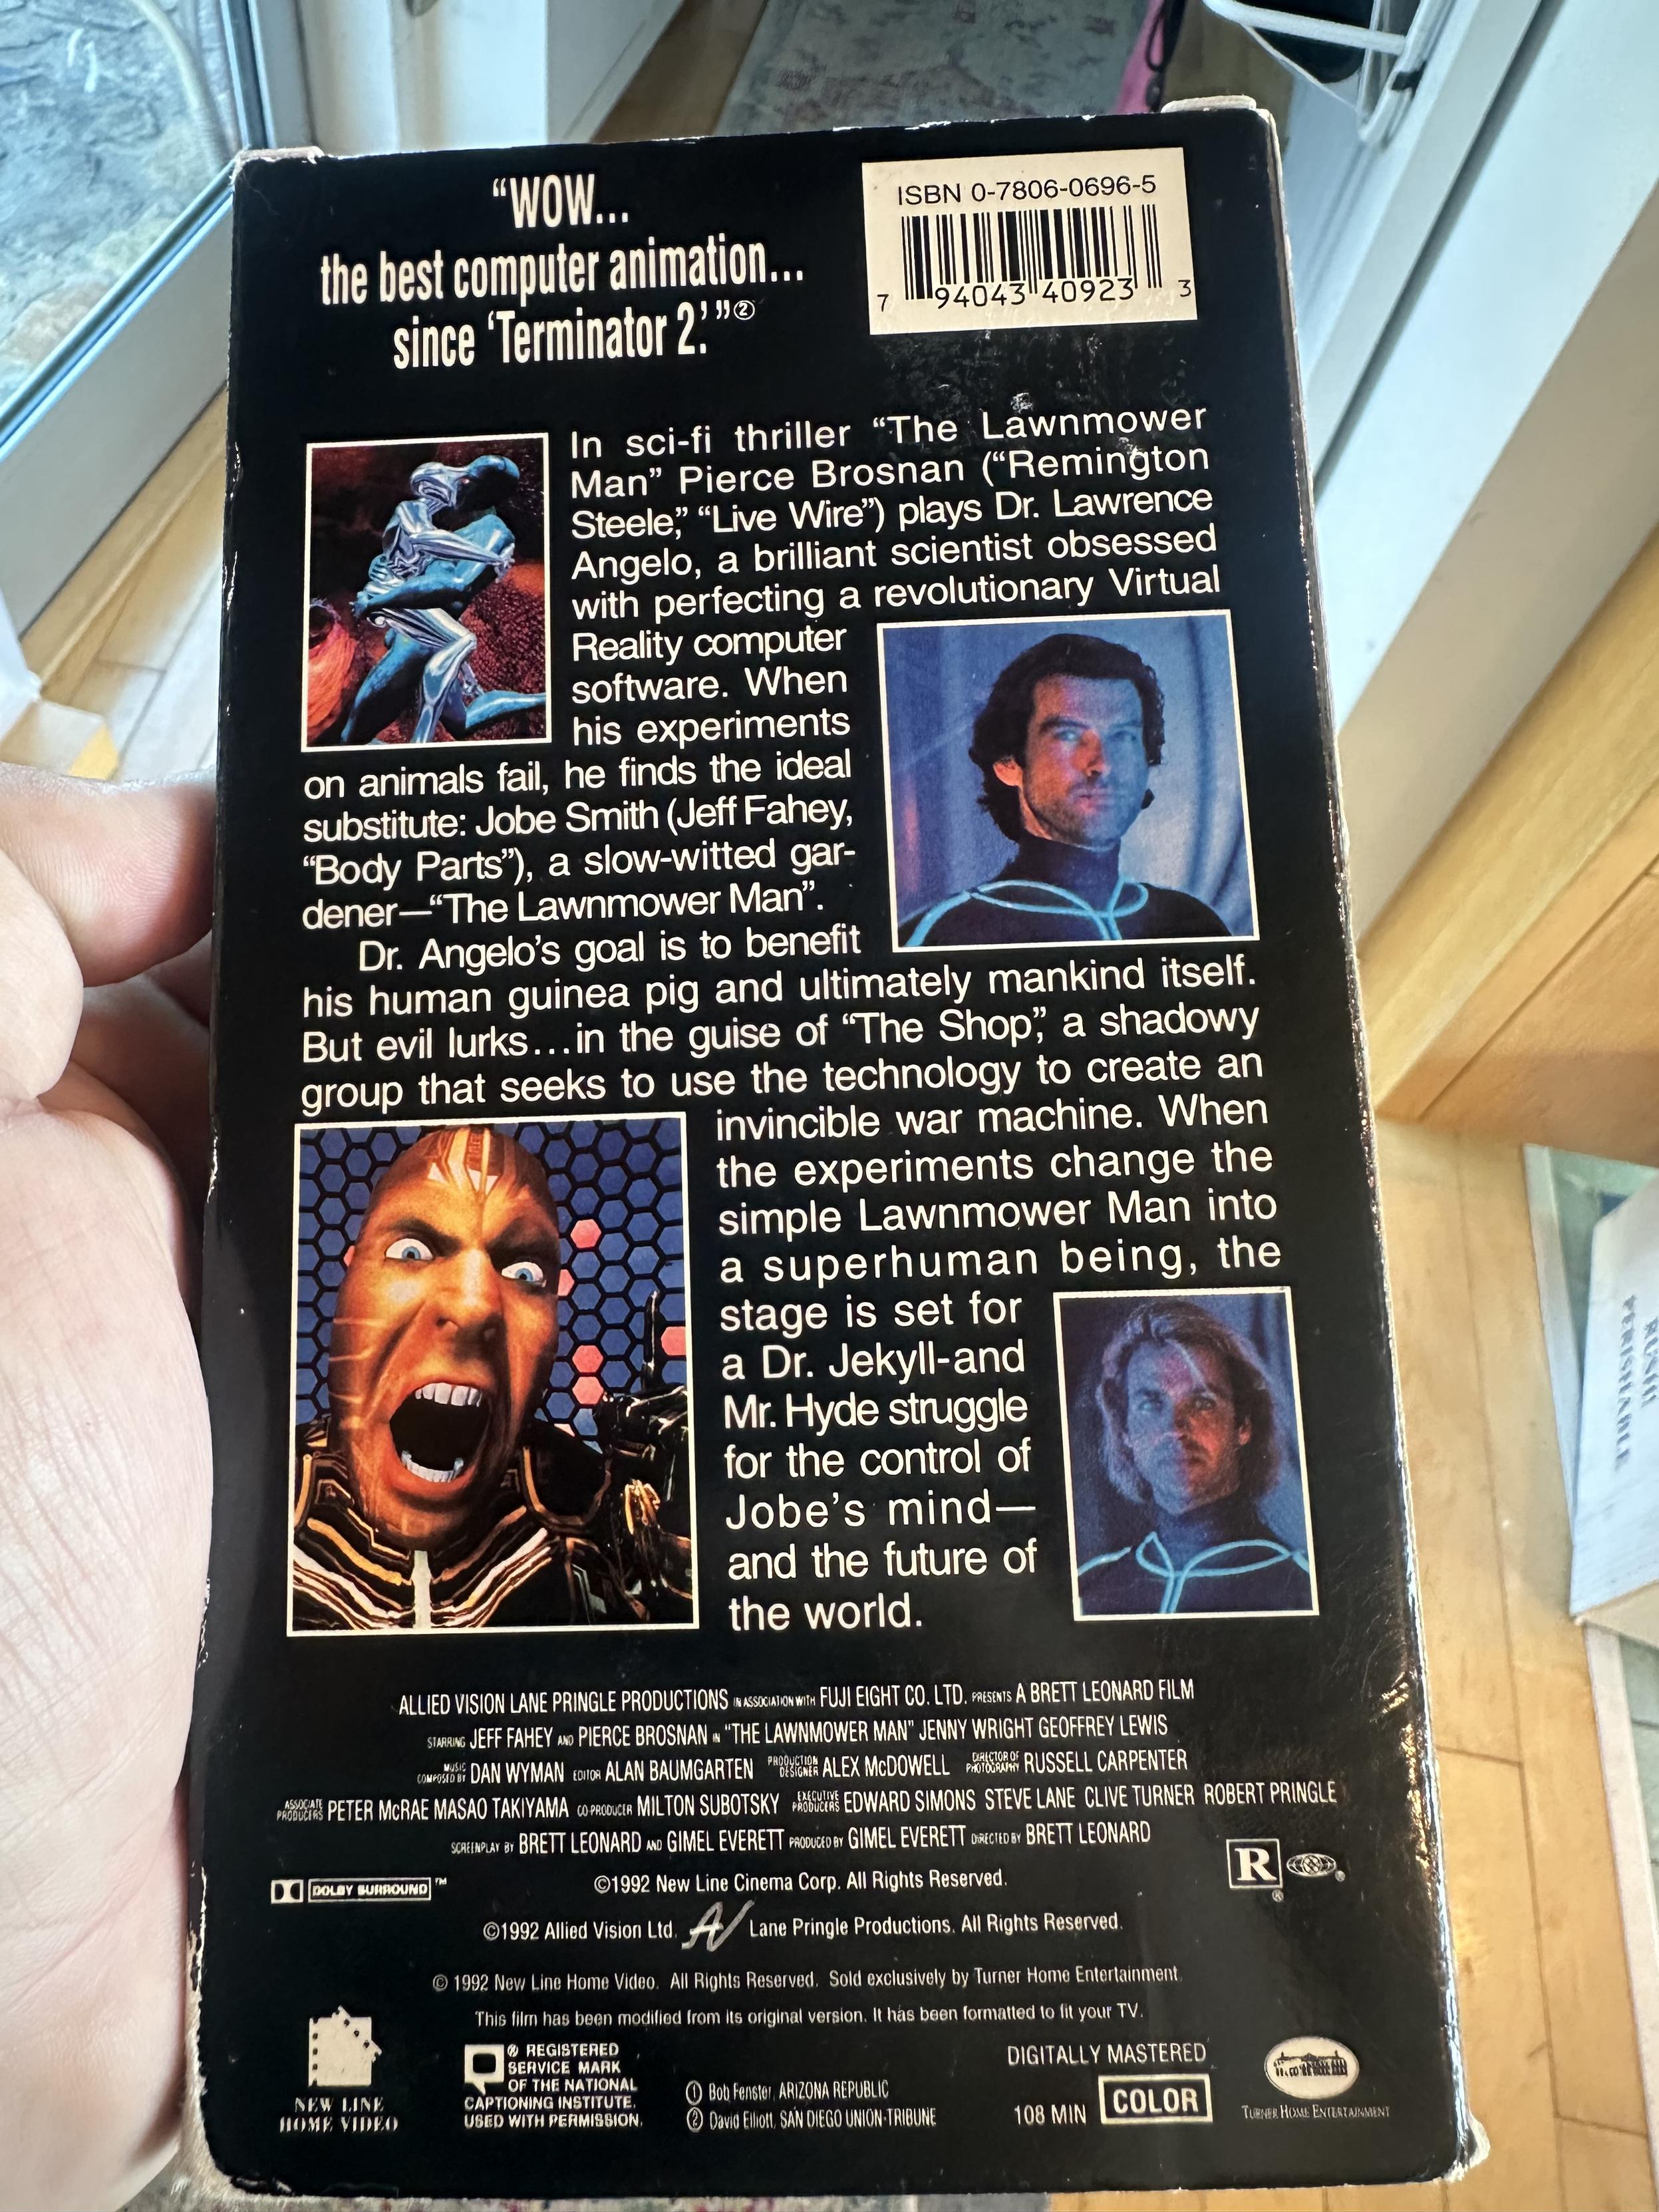 “WOW...
the best computer animation...
since ‘Terminator 2.’”②
ISBN 0-7806-0696-5
7 94043 40923 3
In sci-fi thriller “The Lawnmower
Man” Pierce Brosnan (“Remington
Steele,” “Live Wire”) plays Dr. Lawrence
Angelo, a brilliant scientist obsessed
with perfecting a revolutionary Virtual
Reality computer
software. When
his experiments
on animals fail, he finds the ideal
substitute: Jobe Smith (Jeff Fahey,
“Body Parts”), a slow-witted gar-
dener—“The Lawnmower Man”.
Dr. Angelo’s goal is to benefit
his human guinea pig and ultimately mankind itself.
But evil lurks...in the guise of “The Shop,” a shadowy
group that seeks to use the technology to create an
invincible war machine. When
the experiments change the
simple Lawnmower Man into
a superhuman being, the
stage is set for
a Dr. Jekyll-and
Mr. Hyde struggle
for the control of
Jobe’s mind—
and the future of
the world.
ALLIED VISION LANE PRINGLE PRODUCTIONS IN ASSOCIATION WITH FUJI EIGHT CO. LTD. PRESENTS A BRETT LEONARD FILM
STARRING JEFF FAHEY AND PIERCE BROSNAN IN “THE LAWNMOWER MAN” JENNY WRIGHT GEOFFREY LEWIS
MUSIC COMPOSED BY DAN WYMAN EDITOR ALAN BAUMGARTEN PRODUCTION DESIGNER ALEX McDOWELL DIRECTOR OF PHOTOGRAPHY RUSSELL CARPENTER
ASSOCIATE PRODUCERS PETER McRAE MASAO TAKIYAMA CO-PRODUCER MILTON SUBOTSKY EXECUTIVE PRODUCERS EDWARD SIMONS STEVE LANE CLIVE TURNER ROBERT PRINGLE
SCREENPLAY BY BRETT LEONARD AND GIMEL EVERETT PRODUCED BY GIMEL EVERETT DIRECTED BY BRETT LEONARD
DOLBY SURROUND™
©1992 New Line Cinema Corp. All Rights Reserved.
R ®
®
©1992 Allied Vision Ltd. AV Lane Pringle Productions. All Rights Reserved.
© 1992 New Line Home Video. All Rights Reserved. Sold exclusively by Turner Home Entertainment
This film has been modified from its original version. It has been formatted to fit your TV.
NEW LINE
HOME VIDEO
® REGISTERED
SERVICE MARK
OF THE NATIONAL
CAPTIONING INSTITUTE.
USED WITH PERMISSION.
① Bob Fenster, ARIZONA REPUBLIC
② David Elliott, SAN DIEGO UNION-TRIBUNE
DIGITALLY MASTERED
108 MIN COLOR
TURNER HOME ENTERTAINMENT
RUSH
PERISHABLE